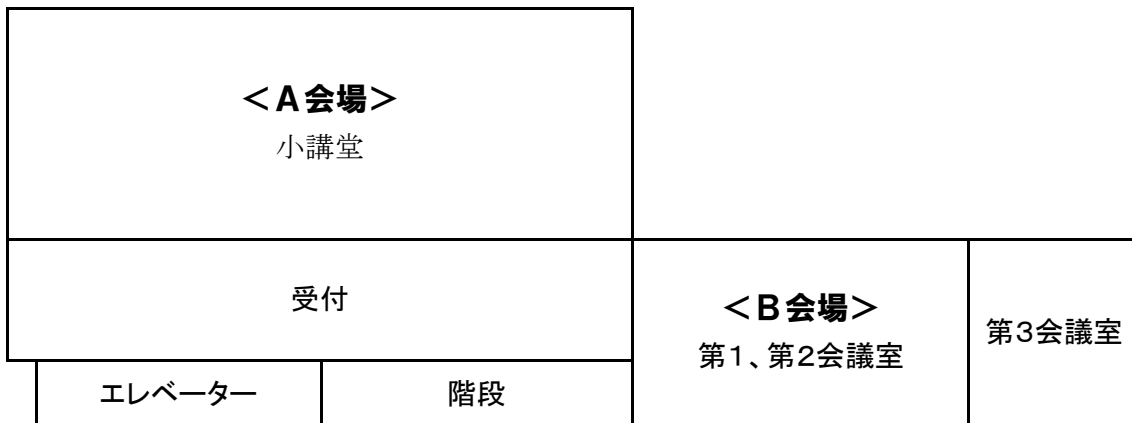 ＜A会場＞
小講堂
受付
＜B会場＞
第1、第2会議室
第3会議室
エレベーター
階段